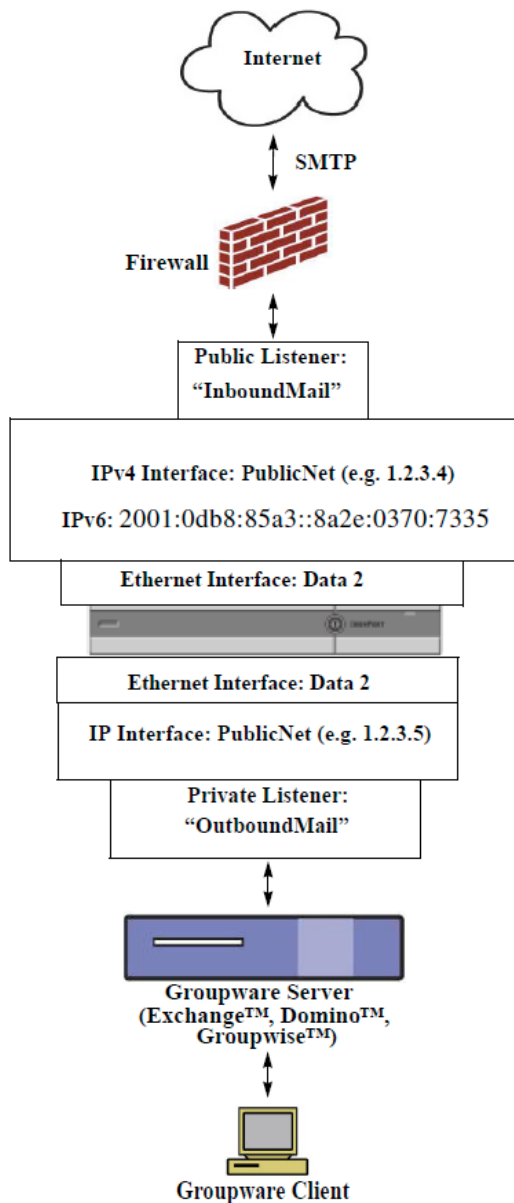 Internet
SMTP
Firewall
Public Listener:
“InboundMail”
IPv4 Interface: PublicNet (e.g. 1.2.3.4)
IPv6: 2001:0db8:85a3::8a2e:0370:7335
Ethernet Interface: Data 2
Ethernet Interface: Data 2
IP Interface: PublicNet (e.g. 1.2.3.5)
Private Listener:
“OutboundMail”
Groupware Server
(Exchange™, Domino™,
Groupwise™)
Groupware Client